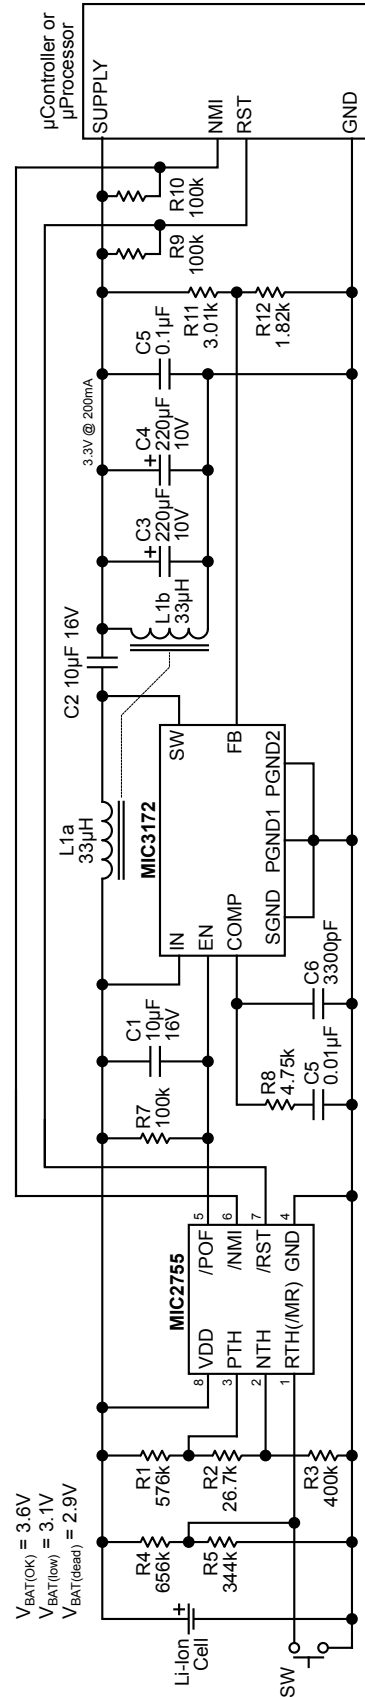 V_BAT(OK) = 3.6V
V_BAT(low) = 3.1V
V_BAT(dead) = 2.9V
Li-Ion
Cell
SW
R4
656k
R5
344k
R1
576k
R2
26.7k
R3
400k
MIC2755
8
VDD
3
PTH
2
NTH
1
RTH(/MR)
5
/POF
6
/NMI
7
/RST
4
GND
R7
100k
C1
10µF
16V
R8
4.75k
C5
0.01µF
C6
3300pF
L1a
33µH
MIC3172
IN
EN
COMP
SW
FB
SGND
PGND1
PGND2
C2 10µF 16V
L1b
33µH
3.3V @ 200mA
C3
220µF
10V
C4
220µF
10V
C5
0.1µF
R11
3.01k
R12
1.82k
R9
100k
R10
100k
µController or
µProcessor
SUPPLY
NMI
RST
GND